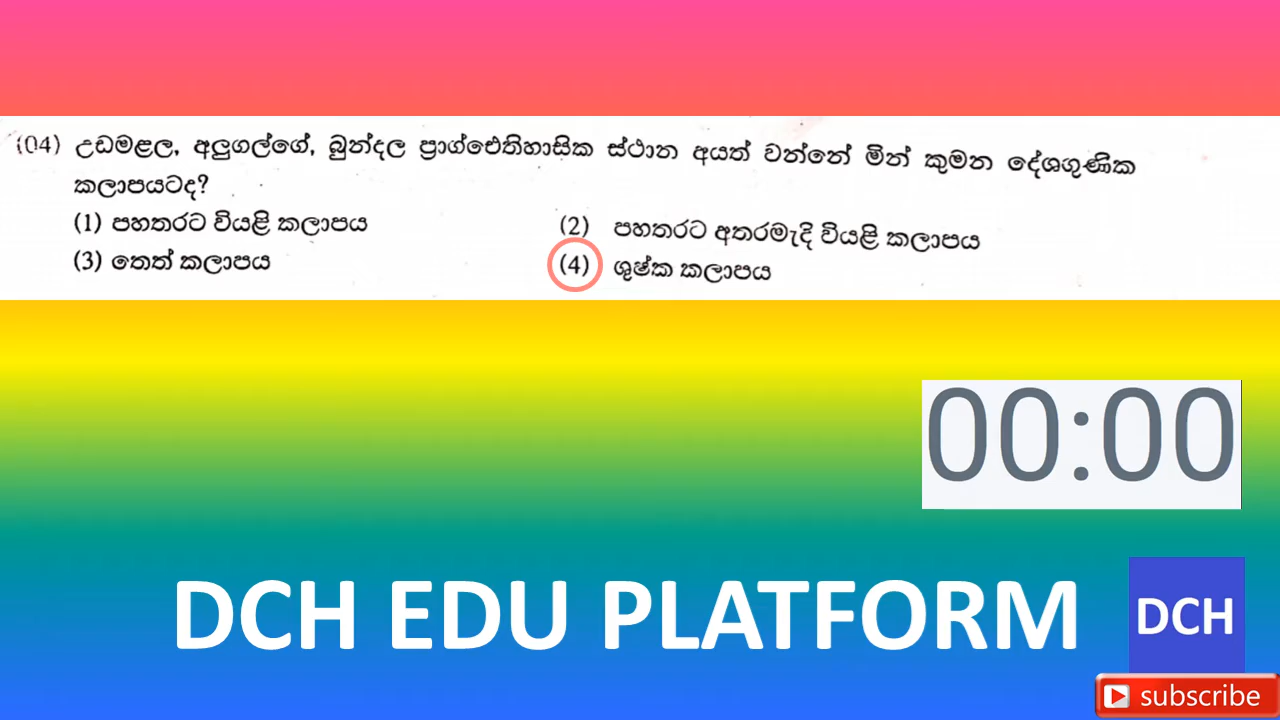 (04) උඩමළල, අලුගල්ගේ, බුන්දල ප්‍රාග්ඓතිහාසික ස්ථාන අයත් වන්නේ මින් කුමන දේශගුණික
කලාපයටද?
(1) පහතරට වියළි කලාපය (2) පහතරට අතරමැදි වියළි කලාපය
(3) තෙත් කලාපය (4) ශුෂ්ක කලාපය
00:00
DCH EDU PLATFORM
DCH
subscribe